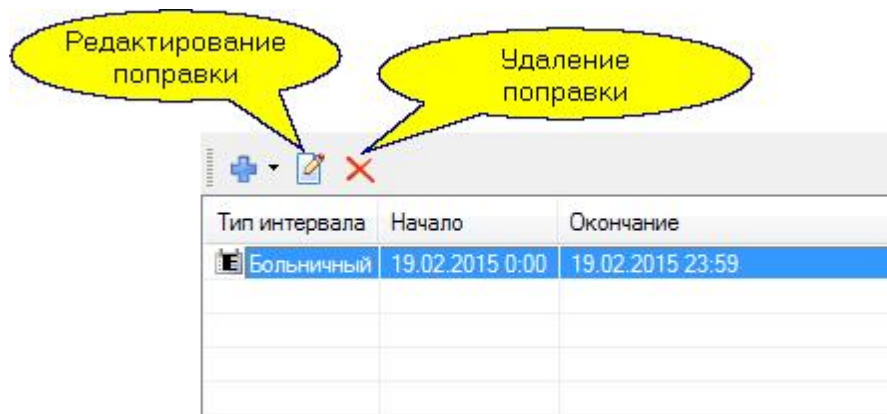 Редактирование
поправки
Удаление
поправки
Тип интервала Начало Окончание
Больничный 19.02.2015 0:00 19.02.2015 23:59